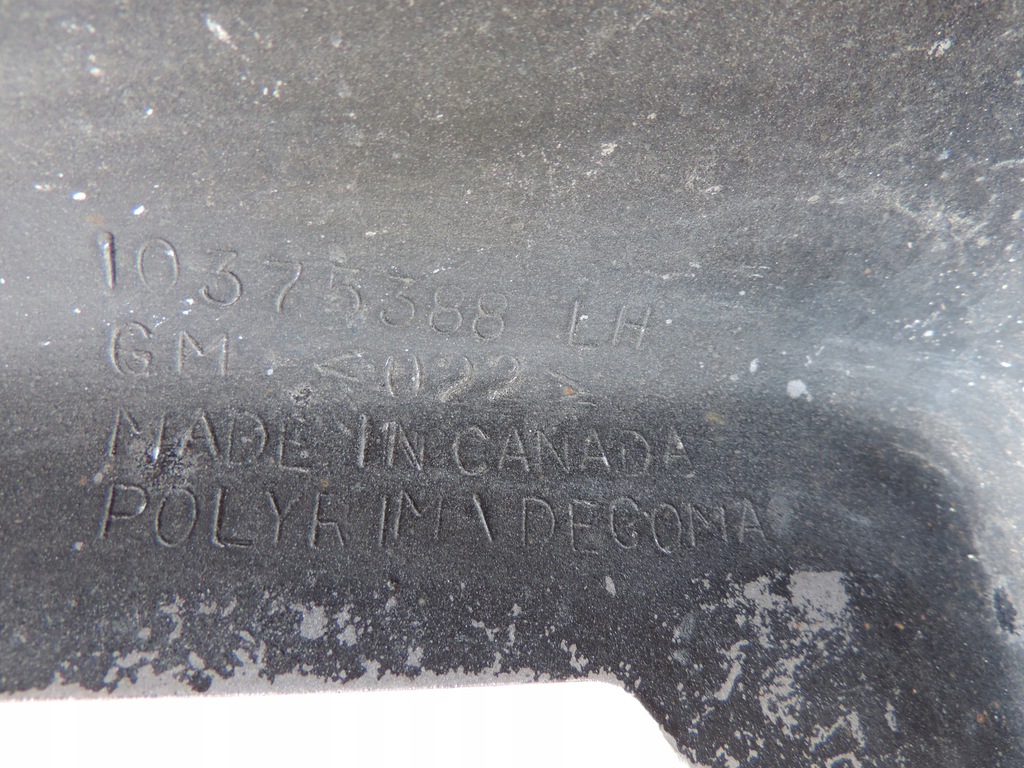 10375388 LH
GM <022>
MADE IN CANADA
POLYRIM \ DECOMA